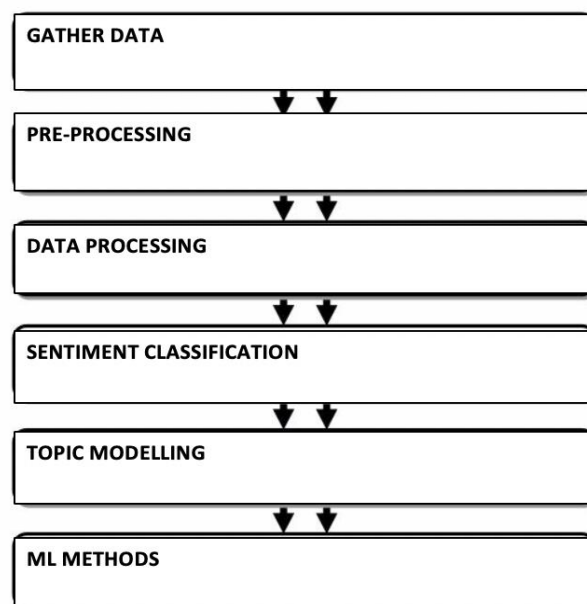 GATHER DATA
PRE-PROCESSING
DATA PROCESSING
SENTIMENT CLASSIFICATION
TOPIC MODELLING
ML METHODS